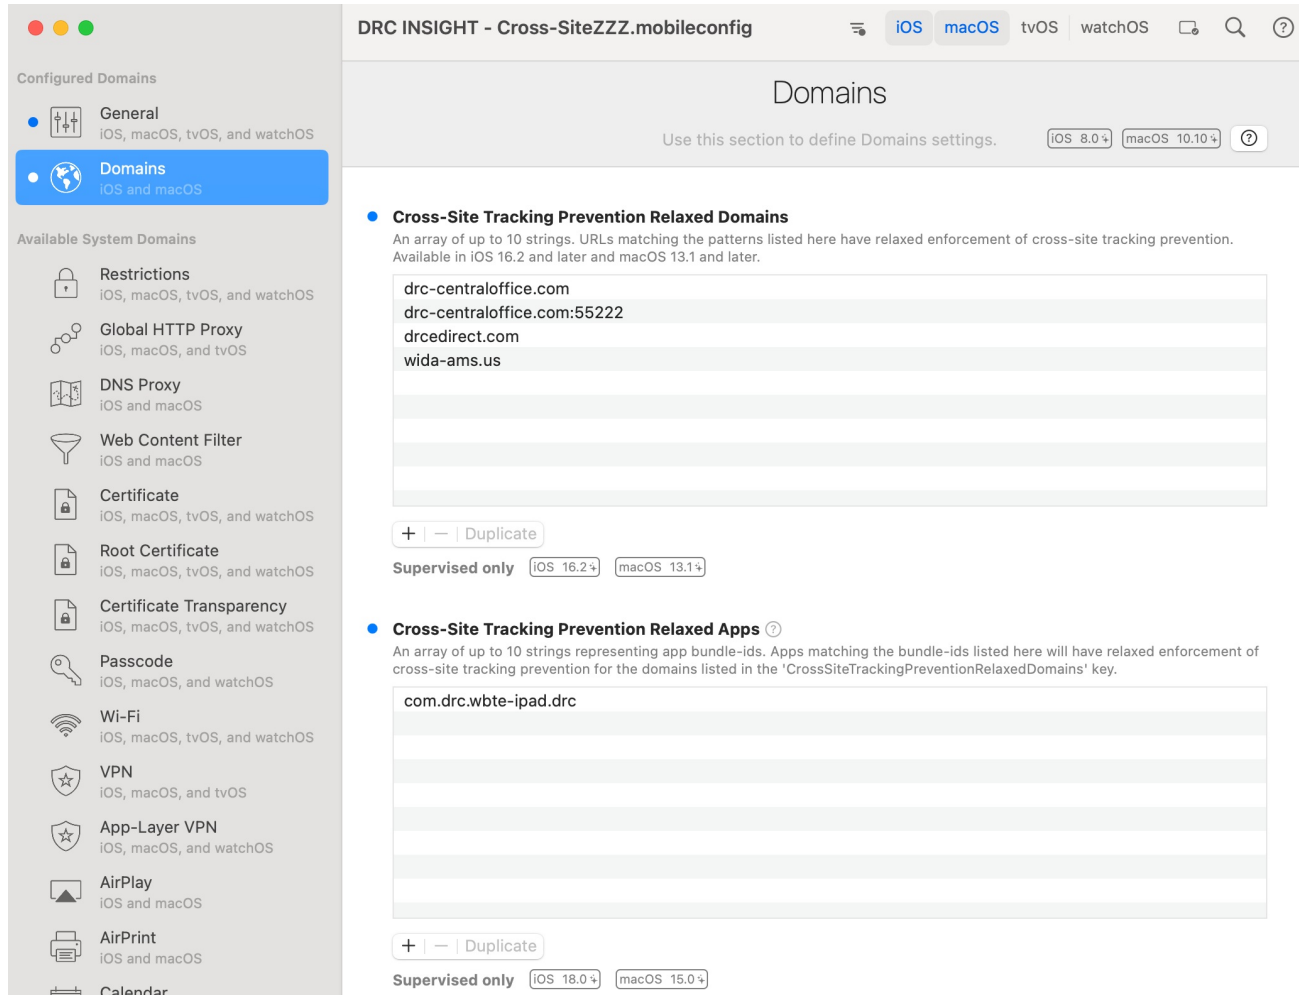 DRC INSIGHT - Cross-SiteZZZ.mobileconfig
iOS
macOS
tvOS
watchOS
Configured Domains
General
iOS, macOS, tvOS, and watchOS
Domains
iOS and macOS
Available System Domains
Restrictions
iOS, macOS, tvOS, and watchOS
Global HTTP Proxy
iOS, macOS, and tvOS
DNS Proxy
iOS and macOS
Web Content Filter
iOS and macOS
Certificate
iOS, macOS, tvOS, and watchOS
Root Certificate
iOS, macOS, tvOS, and watchOS
Certificate Transparency
iOS, macOS, tvOS, and watchOS
Passcode
iOS, macOS, and watchOS
Wi-Fi
iOS, macOS, tvOS, and watchOS
VPN
iOS, macOS, and tvOS
App-Layer VPN
iOS, macOS, and watchOS
AirPlay
iOS and macOS
AirPrint
iOS and macOS
Calendar
Domains
Use this section to define Domains settings.
iOS 8.0+
macOS 10.10+
Cross-Site Tracking Prevention Relaxed Domains
An array of up to 10 strings. URLs matching the patterns listed here have relaxed enforcement of cross-site tracking prevention.
Available in iOS 16.2 and later and macOS 13.1 and later.
drc-centraloffice.com
drc-centraloffice.com:55222
drcedirect.com
wida-ams.us
+ − Duplicate
Supervised only iOS 16.2+ macOS 13.1+
Cross-Site Tracking Prevention Relaxed Apps ?
An array of up to 10 strings representing app bundle-ids. Apps matching the bundle-ids listed here will have relaxed enforcement of
cross-site tracking prevention for the domains listed in the 'CrossSiteTrackingPreventionRelaxedDomains' key.
com.drc.wbte-ipad.drc
+ − Duplicate
Supervised only iOS 18.0+ macOS 15.0+